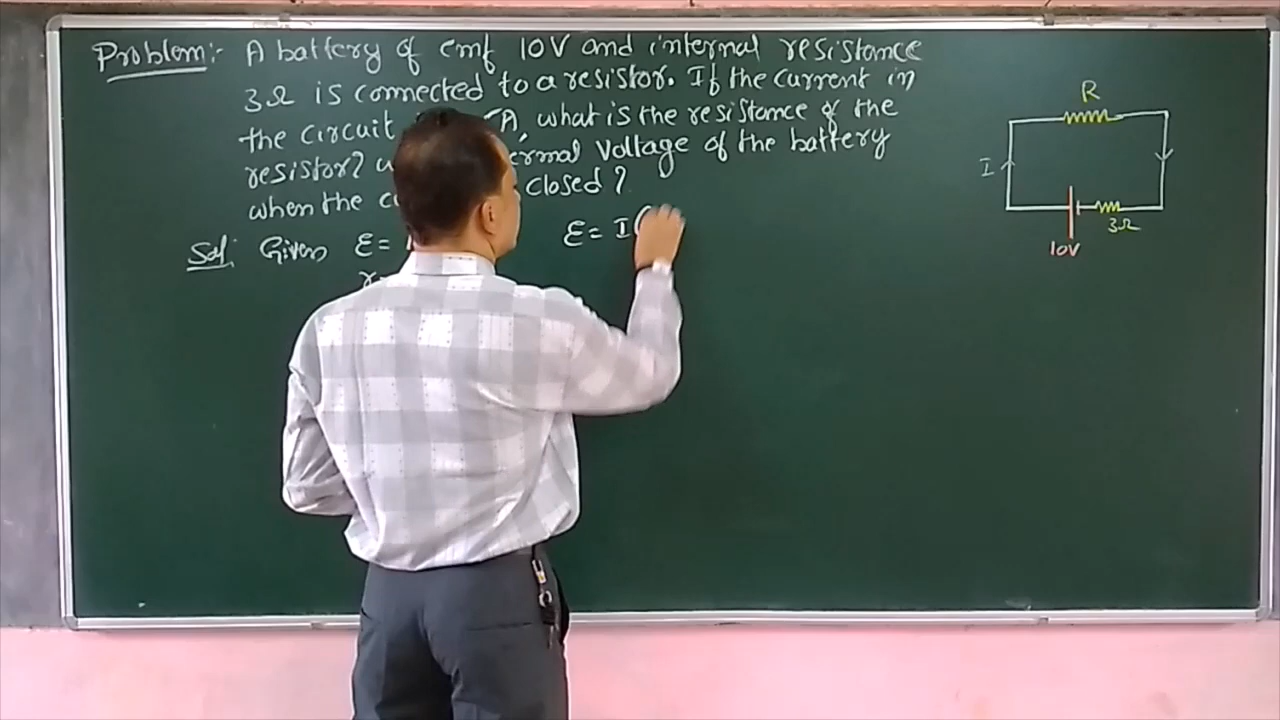 Problem:- A battery of emf 10V and internal resistance
3Ω is connected to a resistor. If the current in
the circuit A, what is the resistance of the
resistor? Voltage of the battery
when the closed?
Sol: Given ε =
ε = I(
R
I
3Ω
10V